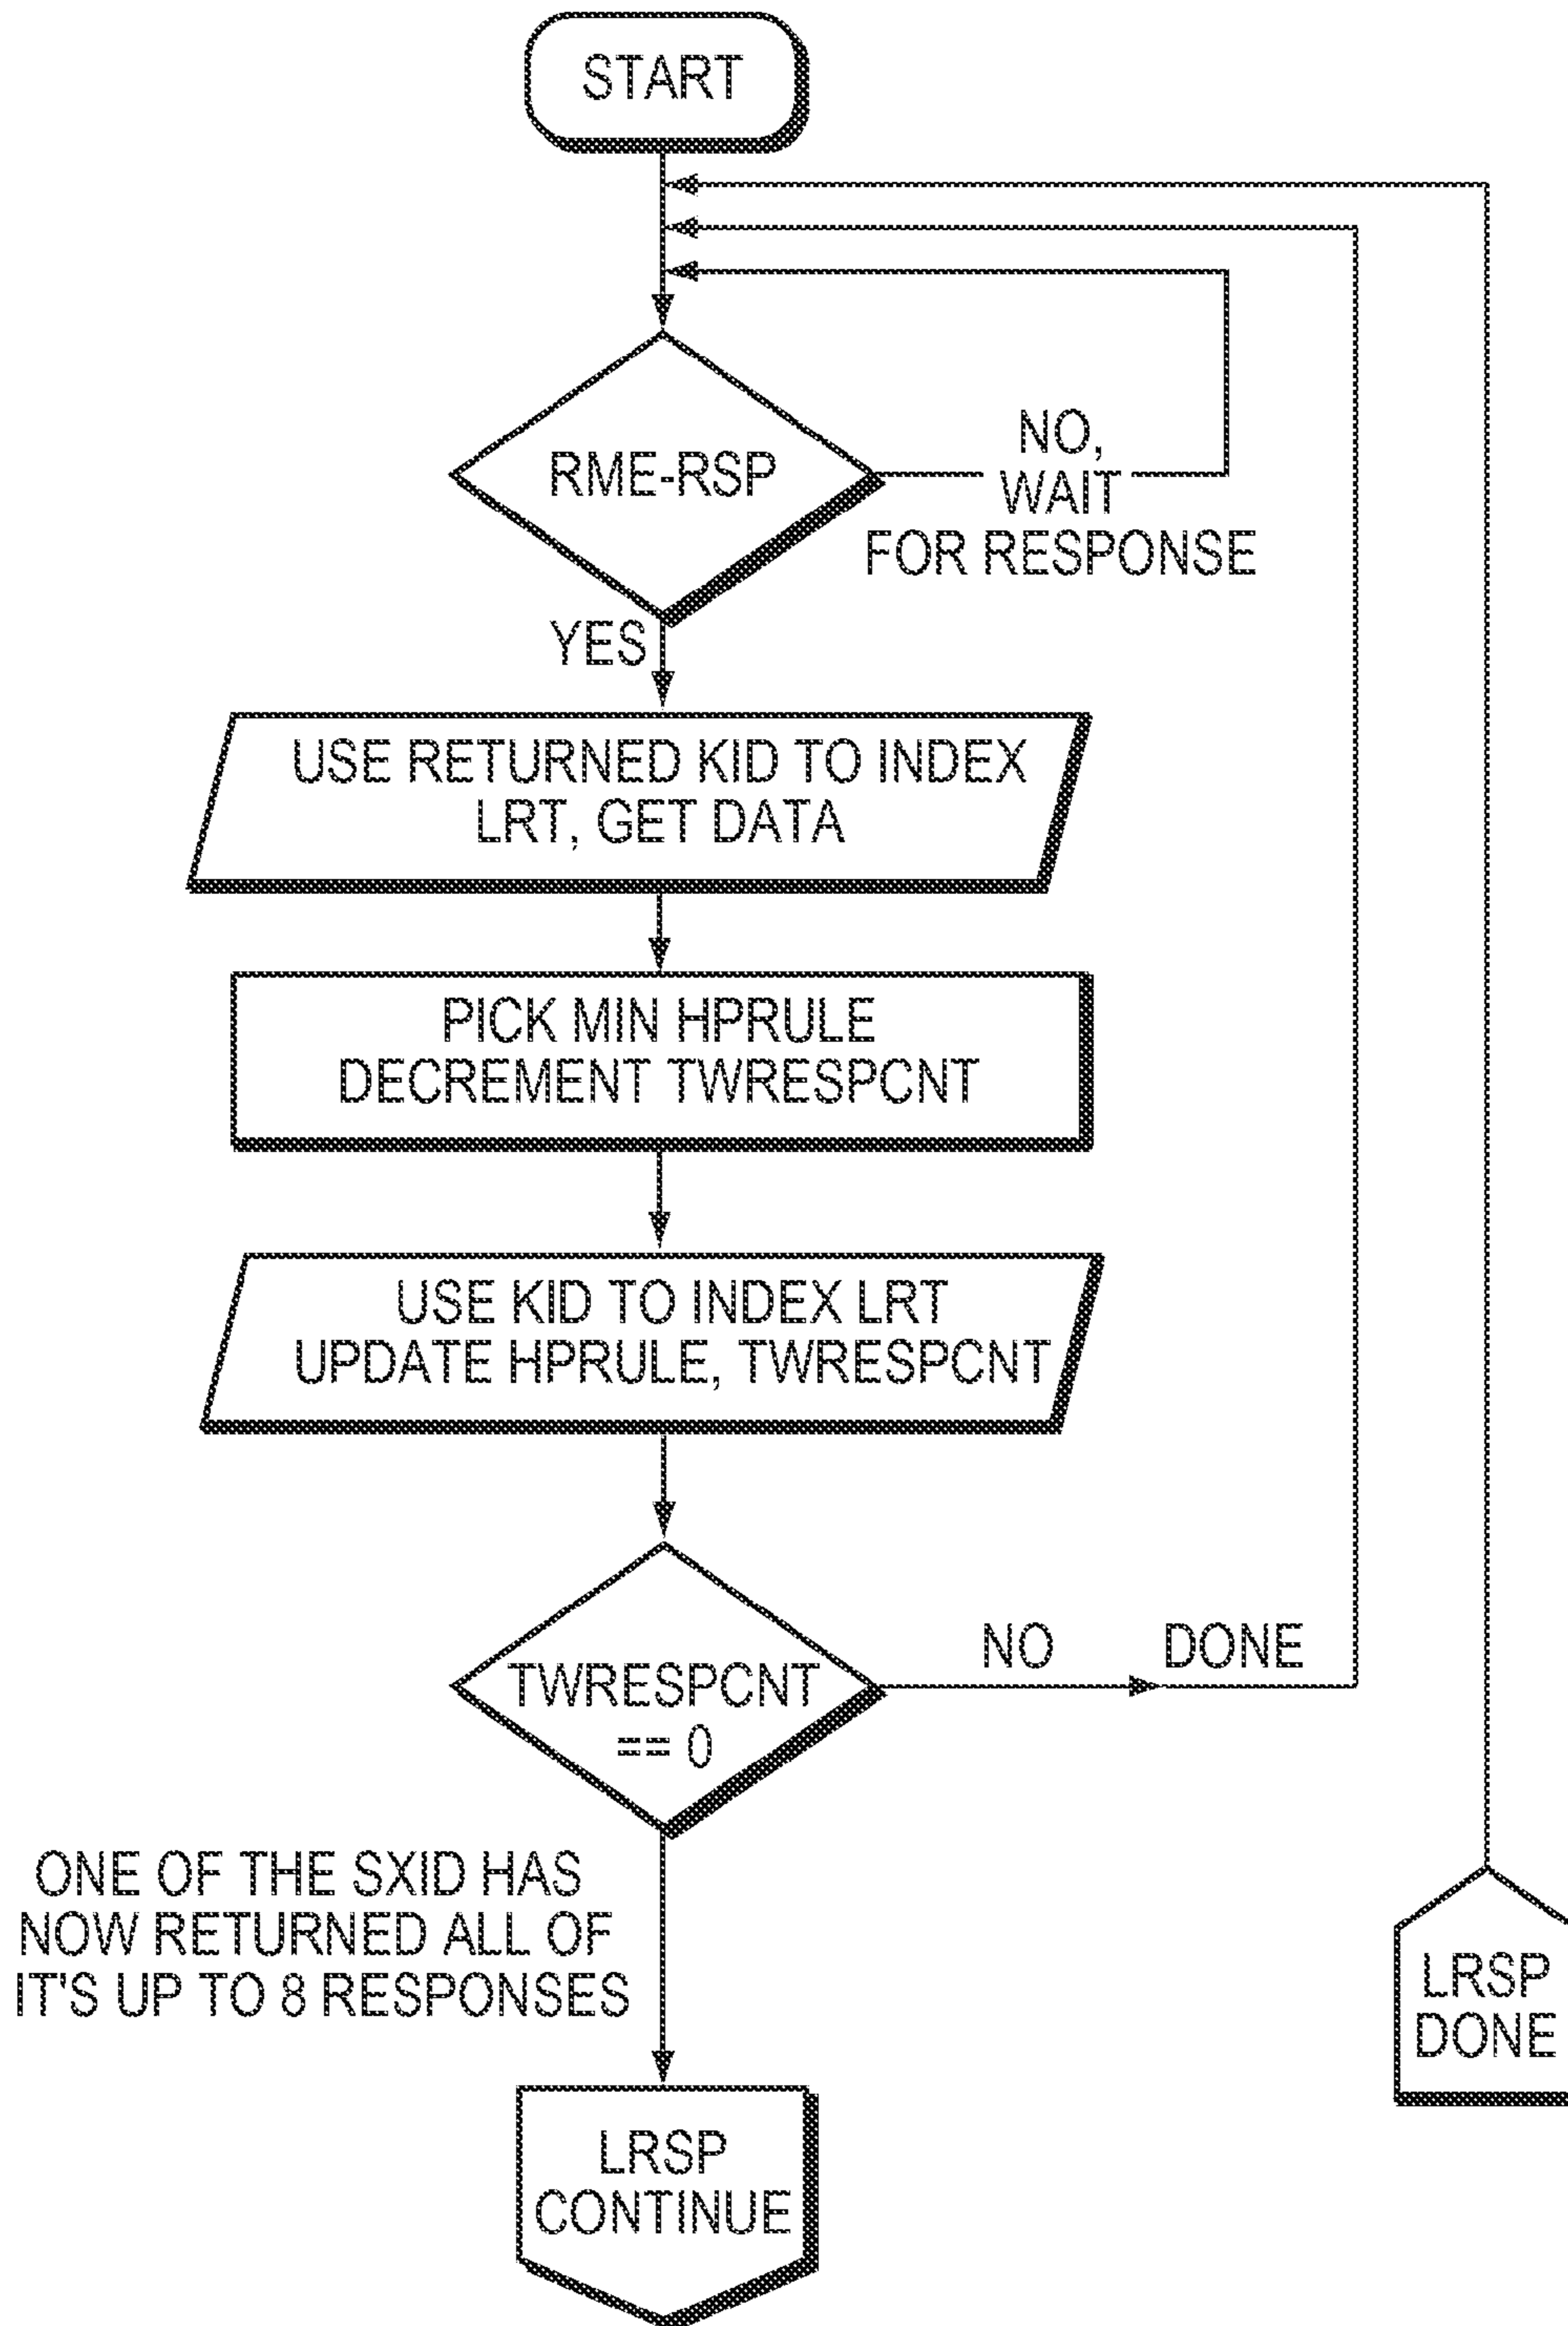 START
RME-RSP
NO,
WAIT
FOR RESPONSE
YES
USE RETURNED KID TO INDEX
LRT, GET DATA
PICK MIN HPRULE
DECREMENT TWRESPCNT
USE KID TO INDEX LRT
UPDATE HPRULE, TWRESPCNT
TWRESPCNT
== 0
NO
DONE
ONE OF THE SXID HAS
NOW RETURNED ALL OF
IT'S UP TO 8 RESPONSES
LRSP
DONE
LRSP
CONTINUE